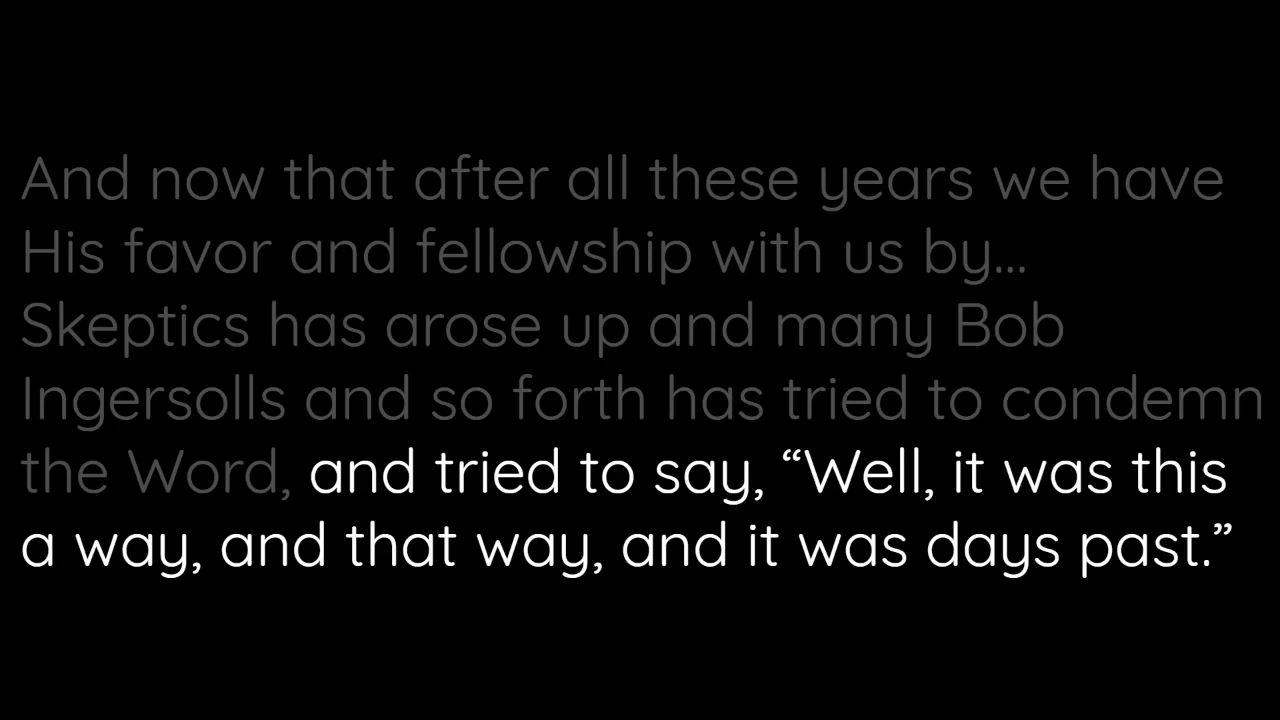 And now that after all these years we have
His favor and fellowship with us by...
Skeptics has arose up and many Bob
Ingersolls and so forth has tried to condemn
the Word, and tried to say, “Well, it was this
a way, and that way, and it was days past.”